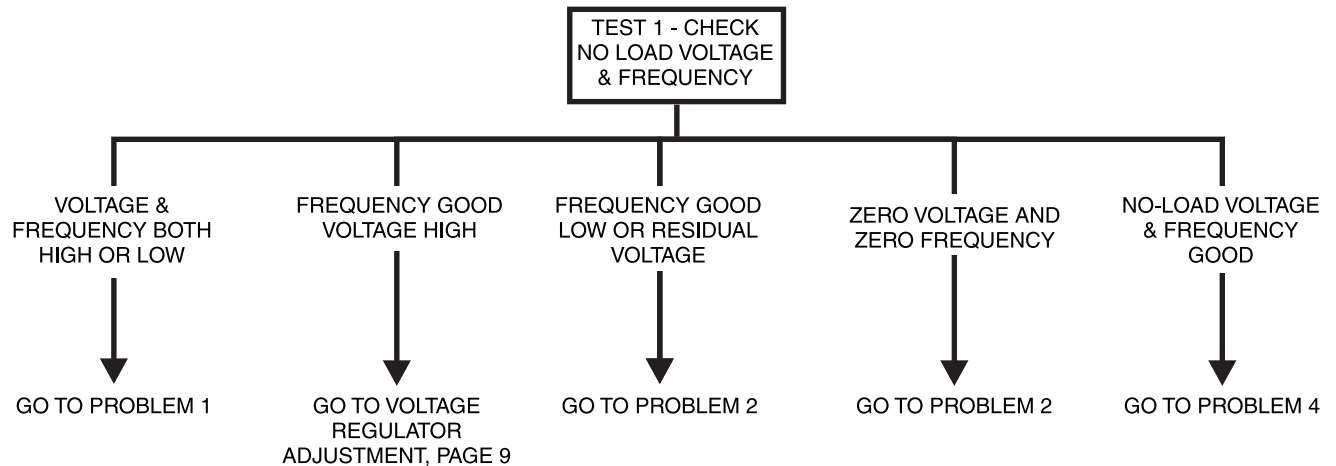 TEST 1 - CHECK
NO LOAD VOLTAGE
& FREQUENCY
VOLTAGE &
FREQUENCY BOTH
HIGH OR LOW
FREQUENCY GOOD
VOLTAGE HIGH
FREQUENCY GOOD
LOW OR RESIDUAL
VOLTAGE
ZERO VOLTAGE AND
ZERO FREQUENCY
NO-LOAD VOLTAGE
& FREQUENCY
GOOD
GO TO PROBLEM 1
GO TO VOLTAGE
REGULATOR
ADJUSTMENT, PAGE 9
GO TO PROBLEM 2
GO TO PROBLEM 2
GO TO PROBLEM 4